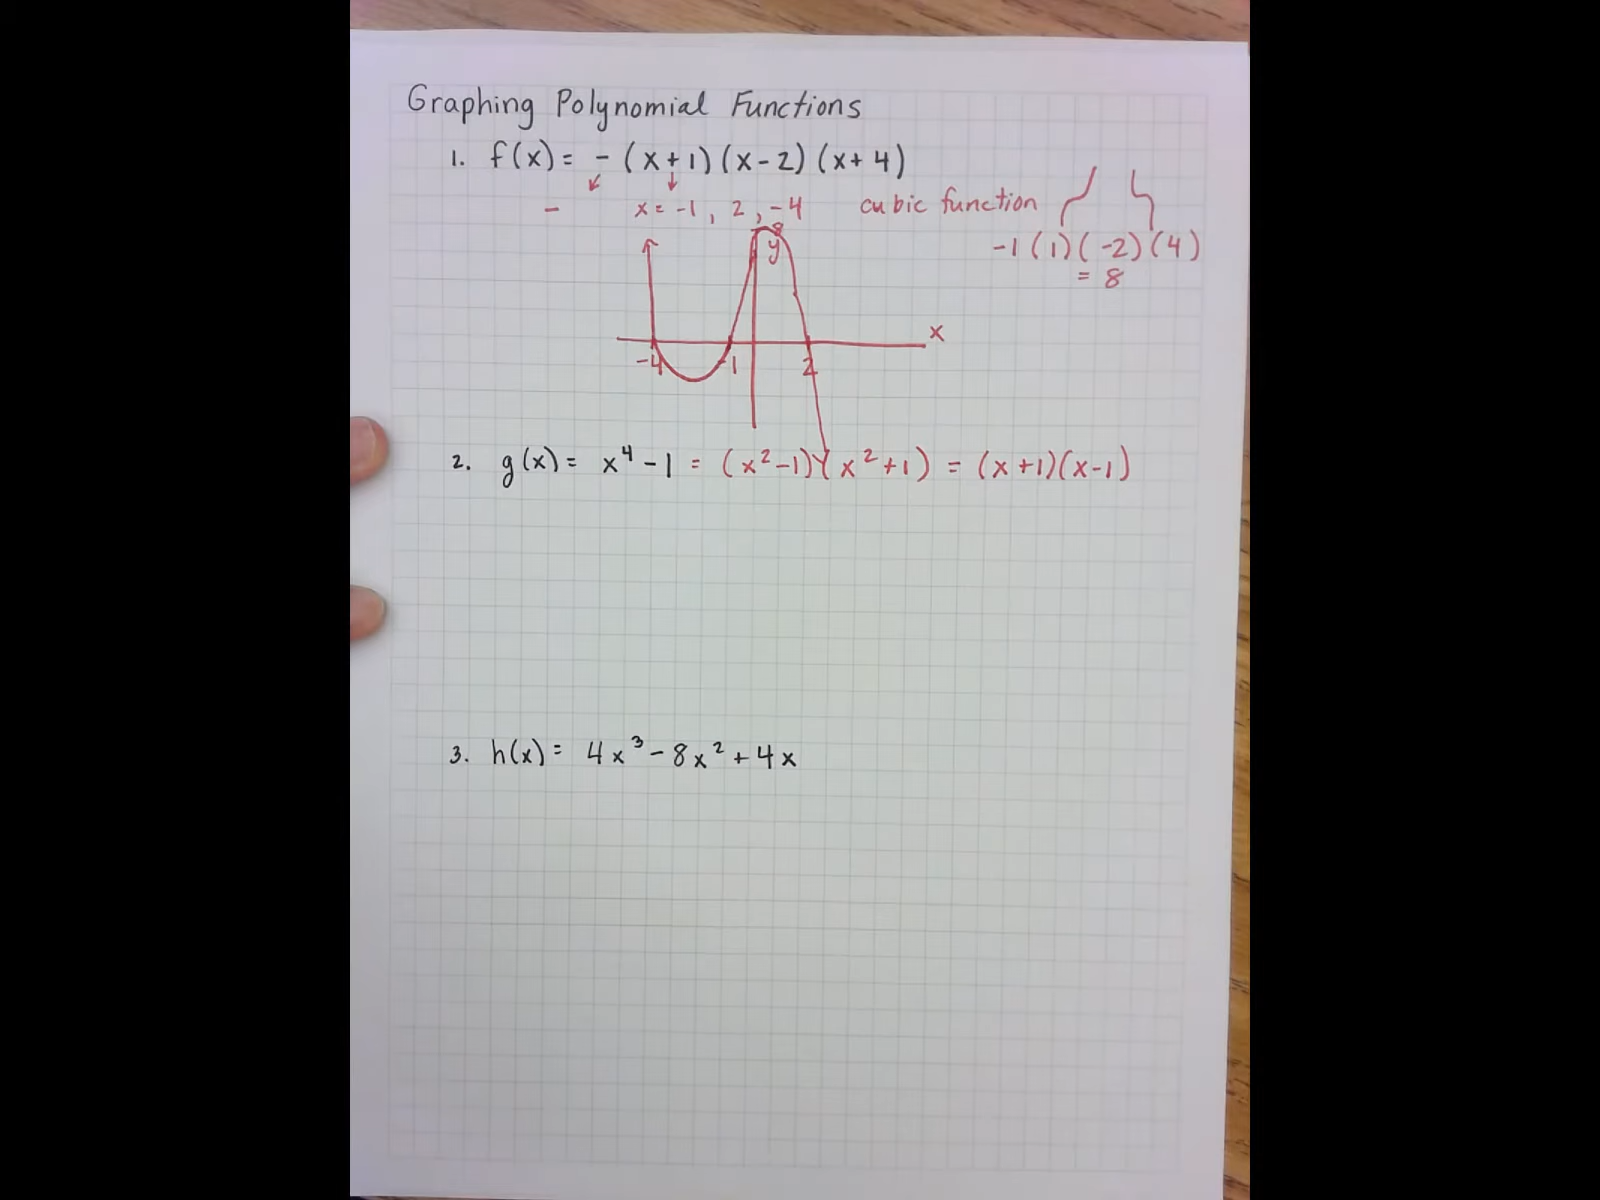 Graphing Polynomial Functions
1. f(x) = - (x+1)(x-2)(x+4)
- x = -1, 2, -4 cubic function
-1(1)(-2)(4)
= 8
8
y
x
-4 -1 2
2. g(x) = x⁴-1 = (x²-1)(x²+1) = (x+1)(x-1)
3. h(x) = 4x³-8x²+4x